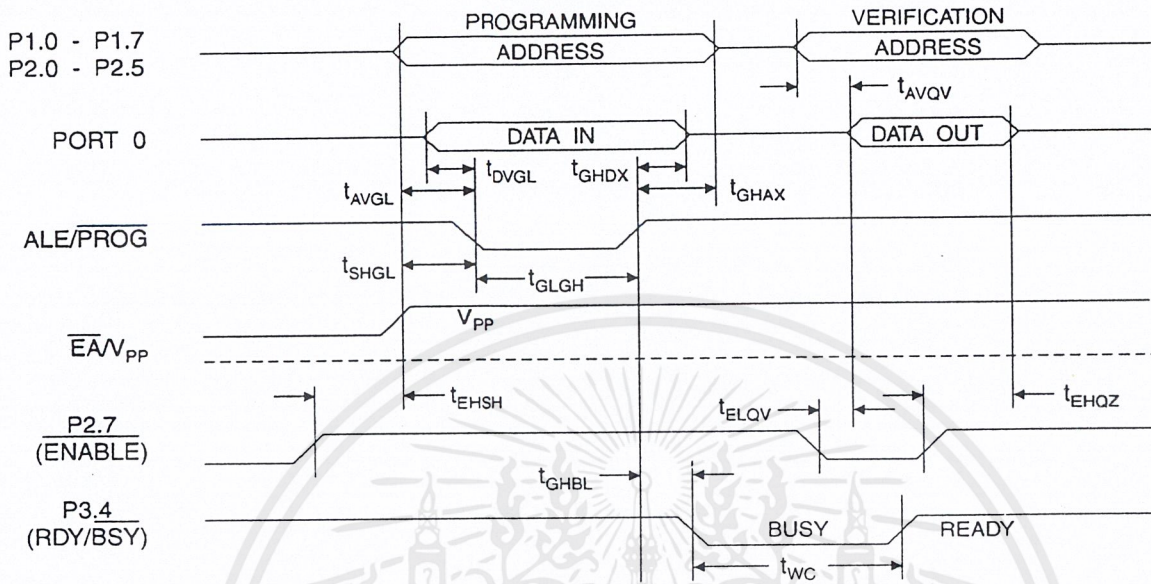 PROGRAMMING
VERIFICATION
P1.0 - P1.7
P2.0 - P2.5
ADDRESS
ADDRESS
tAVQV
PORT 0
DATA IN
DATA OUT
tDVGL
tGHDX
tAVGL
tGHAX
ALE/PROG
tSHGL
tGLGH
VPP
EA/VPP
tEHSH
tELQV
tEHQZ
P2.7
(ENABLE)
tGHBL
P3.4
(RDY/BSY)
BUSY
READY
tWC